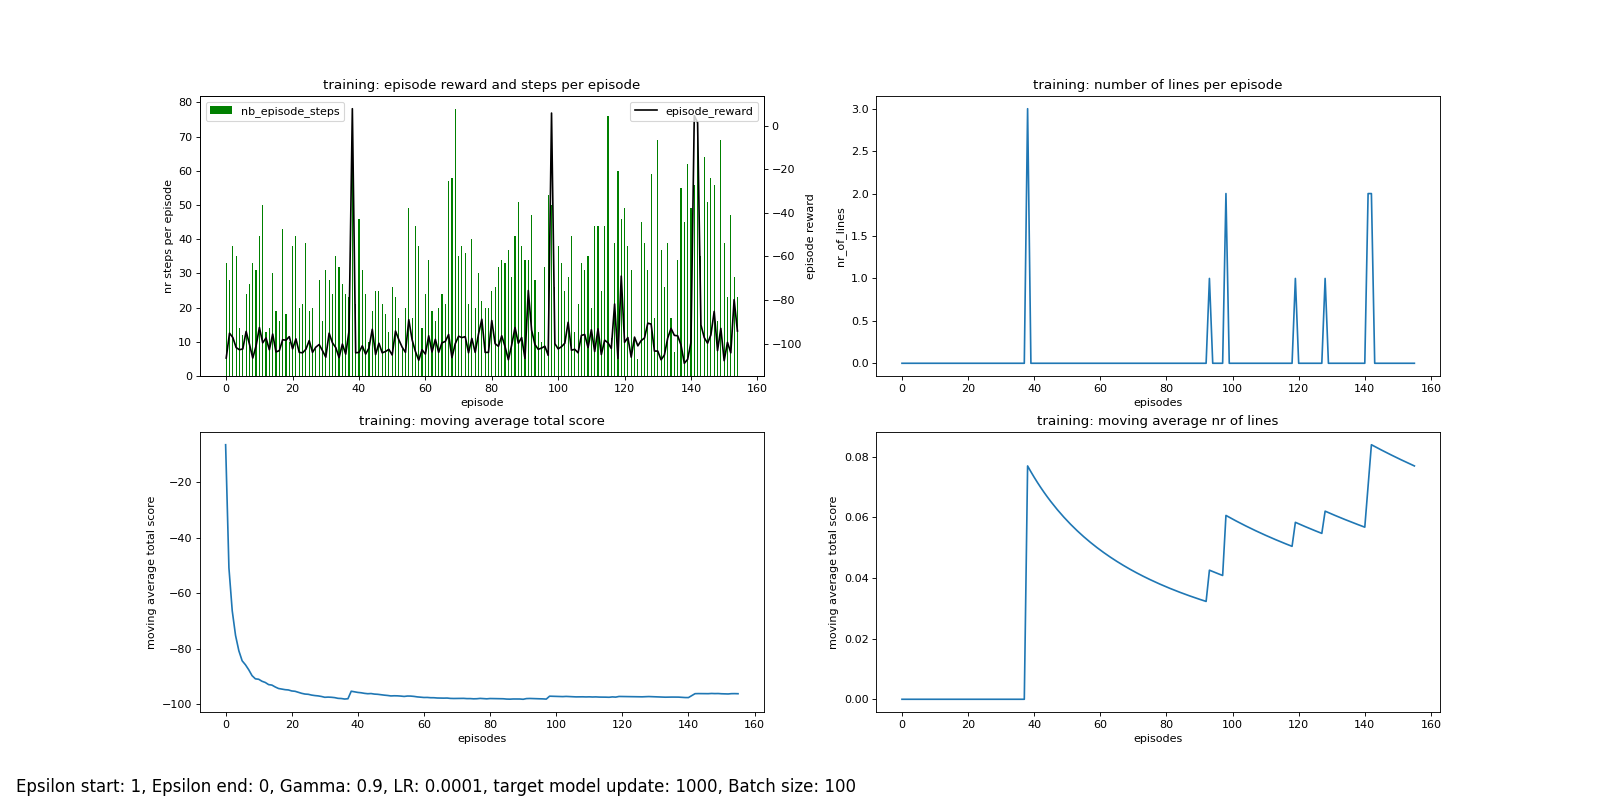 training: episode reward and steps per episode
nb_episode_steps
episode_reward
nr steps per episode
80
70
60
50
40
30
20
10
0
0
−20
−40
−60
−80
−100
episode reward
0 20 40 60 80 100 120 140 160
episode
training: number of lines per episode
nr_of_lines
3.0
2.5
2.0
1.5
1.0
0.5
0.0
0 20 40 60 80 100 120 140 160
episodes
training: moving average total score
moving average total score
−20
−40
−60
−80
−100
0 20 40 60 80 100 120 140 160
episodes
training: moving average nr of lines
moving average total score
0.08
0.06
0.04
0.02
0.00
0 20 40 60 80 100 120 140 160
episodes
Epsilon start: 1, Epsilon end: 0, Gamma: 0.9, LR: 0.0001, target model update: 1000, Batch size: 100